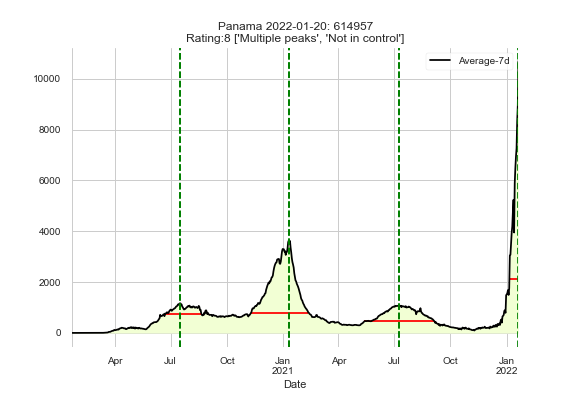 Panama 2022-01-20: 614957
Rating:8 ['Multiple peaks', 'Not in control']
Average-7d
10000
8000
6000
4000
2000
0
Apr
Jul
Oct
Jan
2021
Apr
Jul
Oct
Jan
2022
Date